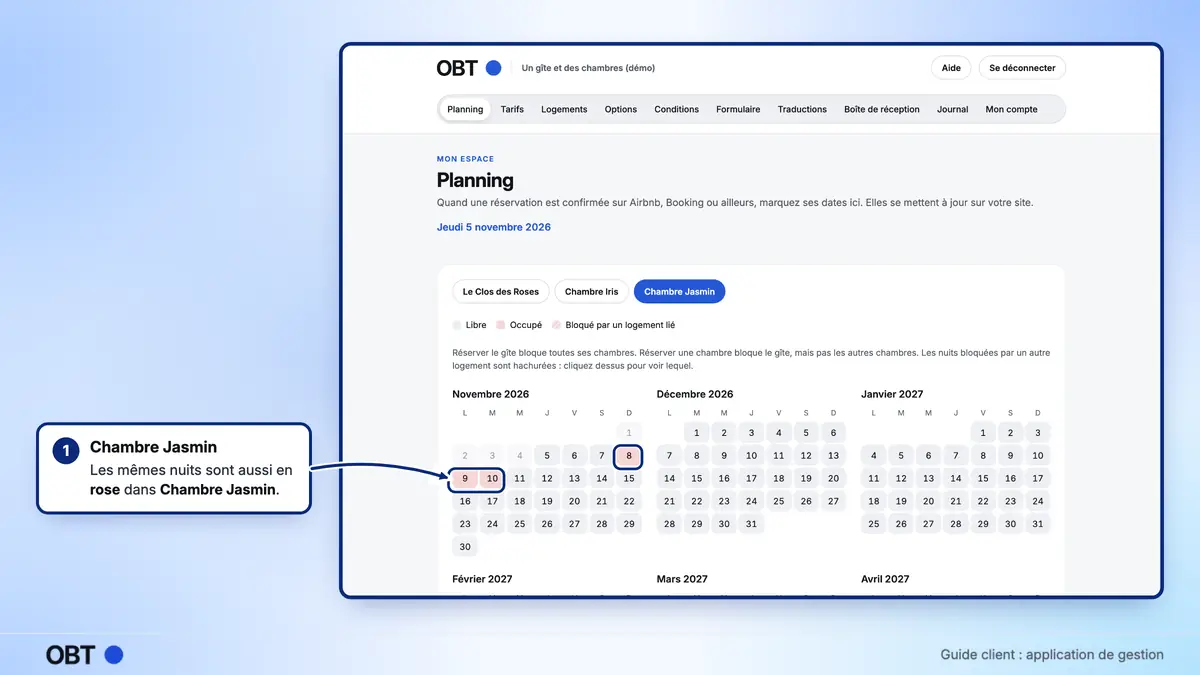 OBT
Un gîte et des chambres (démo)
Aide
Se déconnecter
Planning Tarifs Logements Options Conditions Formulaire Traductions Boîte de réception Journal Mon compte
MON ESPACE
Planning
Quand une réservation est confirmée sur Airbnb, Booking ou ailleurs, marquez ses dates ici. Elles se mettent à jour sur votre site.
Jeudi 5 novembre 2026
Le Clos des Roses Chambre Iris Chambre Jasmin
Libre Occupé Bloqué par un logement lié
Réserver le gîte bloque toutes ses chambres. Réserver une chambre bloque le gîte, mais pas les autres chambres. Les nuits bloquées par un autre
logement sont hachurées : cliquez dessus pour voir lequel.
Novembre 2026
L M M J V S D
1
2 3 4 5 6 7 8
9 10 11 12 13 14 15
16 17 18 19 20 21 22
23 24 25 26 27 28 29
30
Décembre 2026
L M M J V S D
1 2 3 4 5 6
7 8 9 10 11 12 13
14 15 16 17 18 19 20
21 22 23 24 25 26 27
28 29 30 31
Janvier 2027
L M M J V S D
1 2 3
4 5 6 7 8 9 10
11 12 13 14 15 16 17
18 19 20 21 22 23 24
25 26 27 28 29 30 31
Février 2027
Mars 2027
Avril 2027
1
Chambre Jasmin
Les mêmes nuits sont aussi en
rose dans Chambre Jasmin.
OBT
Guide client : application de gestion